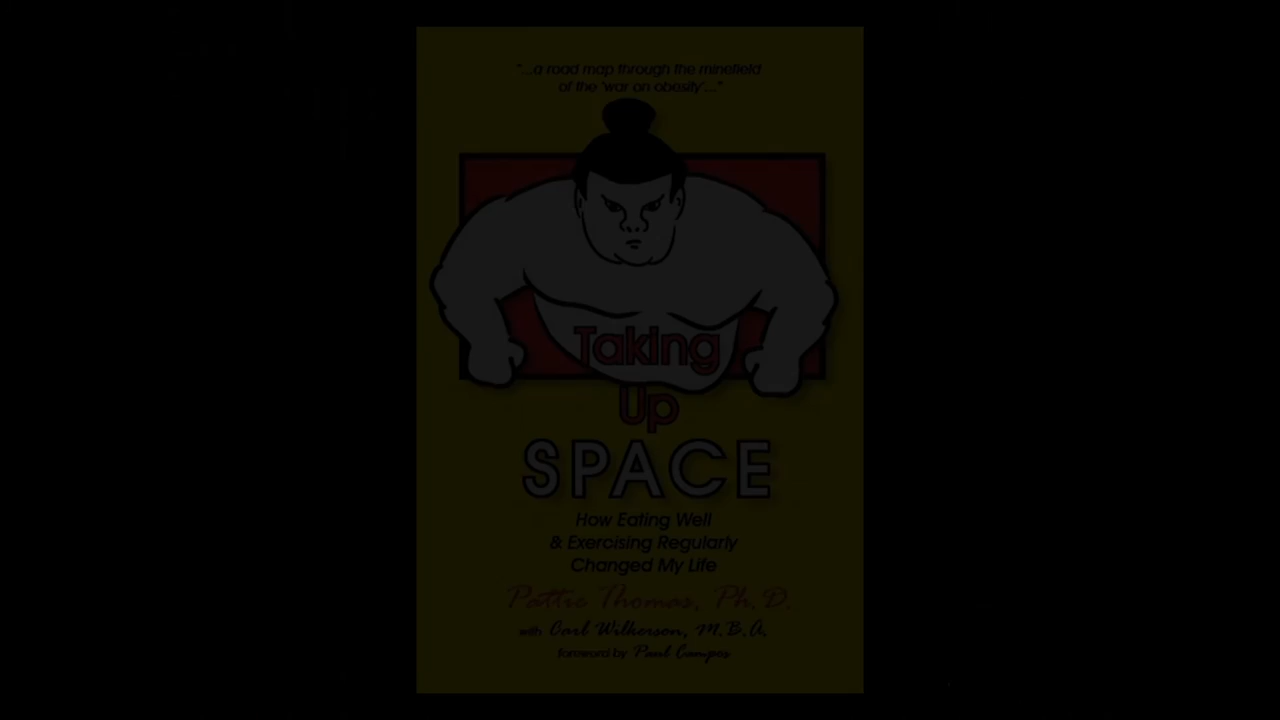 "...a road map through the minefield
of the 'war on obesity'..."
Taking
Up
SPACE
How Eating Well
& Exercising Regularly
Changed My Life
Pattie Thomas, Ph.D.
with Carl Wilkerson, M.B.A.
foreword by Paul Campos